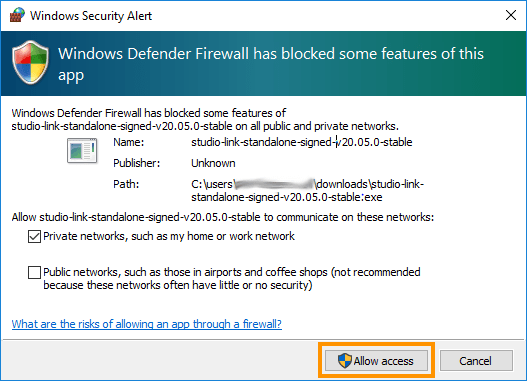 Windows Security Alert
Windows Defender Firewall has blocked some features of this
app
Windows Defender Firewall has blocked some features of
studio-link-standalone-signed-v20.05.0-stable on all public and private networks.
Name: studio-link-standalone-signed-v20.05.0-stable
Publisher: Unknown
Path: C:\users\ \downloads\studio-link-
standalone-signed-v20.05.0-stable:exe
Allow studio-link-standalone-signed-v20.05.0-stable to communicate on these networks:
Private networks, such as my home or work network
Public networks, such as those in airports and coffee shops (not recommended
because these networks often have little or no security)
What are the risks of allowing an app through a firewall?
Allow access Cancel